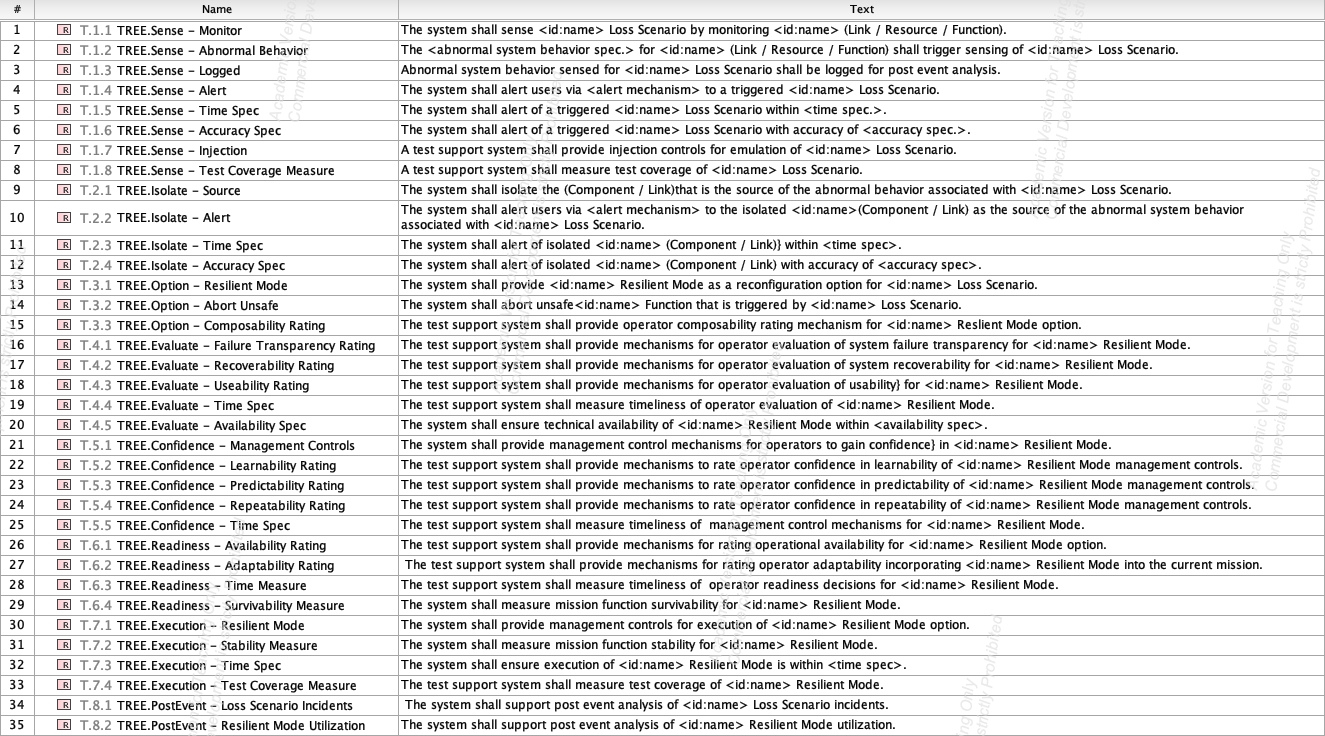 # Name Text
1 R T.1.1 TREE.Sense – Monitor The system shall sense <id:name> Loss Scenario by monitoring <id:name> (Link / Resource / Function).
2 R T.1.2 TREE.Sense – Abnormal Behavior The <abnormal system behavior spec.> for <id:name> (Link / Resource / Function) shall trigger sensing of <id:name> Loss Scenario.
3 R T.1.3 TREE.Sense – Logged Abnormal system behavior sensed for <id:name> Loss Scenario shall be logged for post event analysis.
4 R T.1.4 TREE.Sense – Alert The system shall alert users via <alert mechanism> to a triggered <id:name> Loss Scenario.
5 R T.1.5 TREE.Sense – Time Spec The system shall alert of a triggered <id:name> Loss Scenario within <time spec.>.
6 R T.1.6 TREE.Sense – Accuracy Spec The system shall alert of a triggered <id:name> Loss Scenario with accuracy of <accuracy spec.>.
7 R T.1.7 TREE.Sense – Injection A test support system shall provide injection controls for emulation of <id:name> Loss Scenario.
8 R T.1.8 TREE.Sense – Test Coverage Measure A test support system shall measure test coverage of <id:name> Loss Scenario.
9 R T.2.1 TREE.Isolate – Source The system shall isolate the (Component / Link)that is the source of the abnormal behavior associated with <id:name> Loss Scenario.
10 R T.2.2 TREE.Isolate – Alert The system shall alert users via <alert mechanism> to the isolated <id:name>(Component / Link) as the source of the abnormal system behavior
associated with <id:name> Loss Scenario.
11 R T.2.3 TREE.Isolate – Time Spec The system shall alert of isolated <id:name> (Component / Link)} within <time spec>.
12 R T.2.4 TREE.Isolate – Accuracy Spec The system shall alert of isolated <id:name> (Component / Link) with accuracy of <accuracy spec>.
13 R T.3.1 TREE.Option – Resilient Mode The system shall provide <id:name> Resilient Mode as a reconfiguration option for <id:name> Loss Scenario.
14 R T.3.2 TREE.Option – Abort Unsafe The system shall abort unsafe<id:name> Function that is triggered by <id:name> Loss Scenario.
15 R T.3.3 TREE.Option – Composability Rating The test support system shall provide operator composability rating mechanism for <id:name> Reslient Mode option.
16 R T.4.1 TREE.Evaluate – Failure Transparency Rating The test support system shall provide mechanisms for operator evaluation of system failure transparency for <id:name> Resilient Mode.
17 R T.4.2 TREE.Evaluate – Recoverability Rating The test support system shall provide mechanisms for operator evaluation of system recoverability for <id:name> Resilient Mode.
18 R T.4.3 TREE.Evaluate – Useability Rating The test support system shall provide mechanisms for operator evaluation of usability} for <id:name> Resilient Mode.
19 R T.4.4 TREE.Evaluate – Time Spec The test support system shall measure timeliness of operator evaluation of <id:name> Resilient Mode.
20 R T.4.5 TREE.Evaluate – Availability Spec The system shall ensure technical availability of <id:name> Resilient Mode within <availability spec>.
21 R T.5.1 TREE.Confidence – Management Controls The system shall provide management control mechanisms for operators to gain confidence} in <id:name> Resilient Mode.
22 R T.5.2 TREE.Confidence – Learnability Rating The test support system shall provide mechanisms to rate operator confidence in learnability of <id:name> Resilient Mode management controls.
23 R T.5.3 TREE.Confidence – Predictability Rating The test support system shall provide mechanisms to rate operator confidence in predictability of <id:name> Resilient Mode management controls.
24 R T.5.4 TREE.Confidence – Repeatability Rating The test support system shall provide mechanisms to rate operator confidence in repeatability of <id:name> Resilient Mode management controls.
25 R T.5.5 TREE.Confidence – Time Spec The test support system shall measure timeliness of management control mechanisms for <id:name> Resilient Mode.
26 R T.6.1 TREE.Readiness – Availability Rating The test support system shall provide mechanisms for rating operational availability for <id:name> Resilient Mode option.
27 R T.6.2 TREE.Readiness – Adaptability Rating The test support system shall provide mechanisms for rating operator adaptability incorporating <id:name> Resilient Mode into the current mission.
28 R T.6.3 TREE.Readiness – Time Measure The test support system shall measure timeliness of operator readiness decisions for <id:name> Resilient Mode.
29 R T.6.4 TREE.Readiness – Survivability Measure The system shall measure mission function survivability for <id:name> Resilient Mode.
30 R T.7.1 TREE.Execution – Resilient Mode The system shall provide management controls for execution of <id:name> Resilient Mode option.
31 R T.7.2 TREE.Execution – Stability Measure The system shall measure mission function stability for <id:name> Resilient Mode.
32 R T.7.3 TREE.Execution – Time Spec The system shall ensure execution of <id:name> Resilient Mode is within <time spec>.
33 R T.7.4 TREE.Execution – Test Coverage Measure The test support system shall measure test coverage of <id:name> Resilient Mode.
34 R T.8.1 TREE.PostEvent – Loss Scenario Incidents The system shall support post event analysis of <id:name> Loss Scenario incidents.
35 R T.8.2 TREE.PostEvent – Resilient Mode Utilization The system shall support post event analysis of <id:name> Resilient Mode utilization.
Academic Version for Teaching Only
Commercial Development is strictly Prohibited